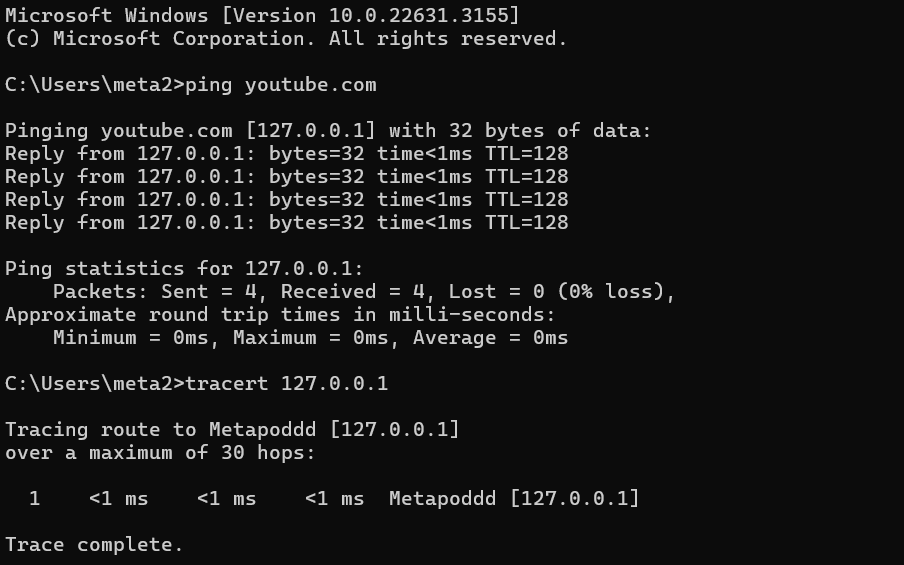 Microsoft Windows [Version 10.0.22631.3155]
(c) Microsoft Corporation. All rights reserved.
C:\Users\meta2>ping youtube.com
Pinging youtube.com [127.0.0.1] with 32 bytes of data:
Reply from 127.0.0.1: bytes=32 time<1ms TTL=128
Reply from 127.0.0.1: bytes=32 time<1ms TTL=128
Reply from 127.0.0.1: bytes=32 time<1ms TTL=128
Reply from 127.0.0.1: bytes=32 time<1ms TTL=128
Ping statistics for 127.0.0.1:
    Packets: Sent = 4, Received = 4, Lost = 0 (0% loss),
Approximate round trip times in milli-seconds:
    Minimum = 0ms, Maximum = 0ms, Average = 0ms
C:\Users\meta2>tracert 127.0.0.1
Tracing route to Metapoddd [127.0.0.1]
over a maximum of 30 hops:
  1    <1 ms    <1 ms    <1 ms  Metapoddd [127.0.0.1]
Trace complete.